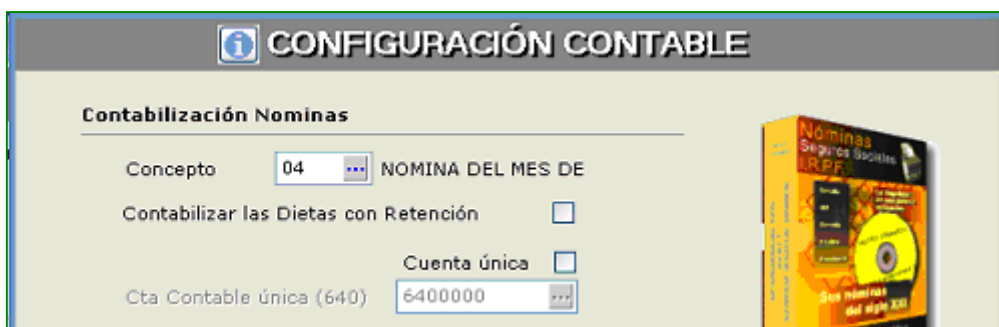 CONFIGURACIÓN CONTABLE
Contabilización Nominas
Concepto 04 ... NOMINA DEL MES DE
Contabilizar las Dietas con Retención
Cuenta única
Cta Contable única (640) 6400000 ...
Nóminas
Seguros Sociales
I.R.P.F.
Sus nóminas
del siglo XXI